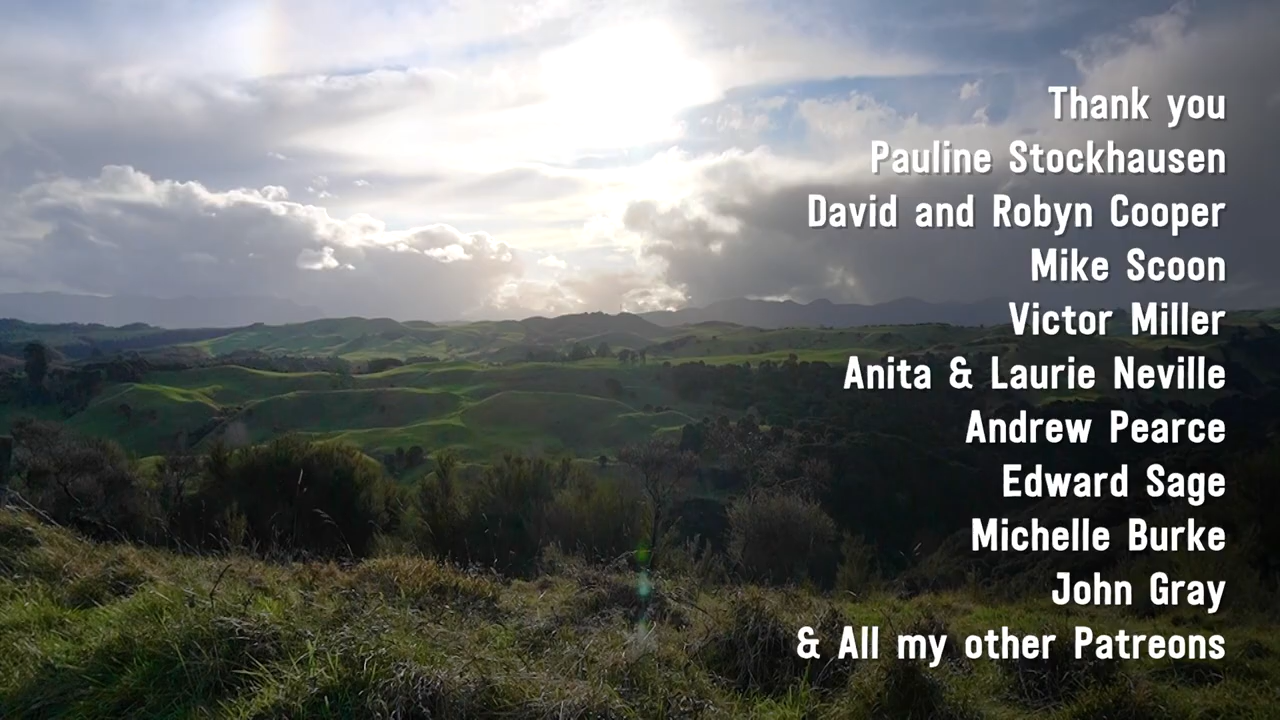 Thank you
Pauline Stockhausen
David and Robyn Cooper
Mike Scoon
Victor Miller
Anita & Laurie Neville
Andrew Pearce
Edward Sage
Michelle Burke
John Gray
& All my other Patreons